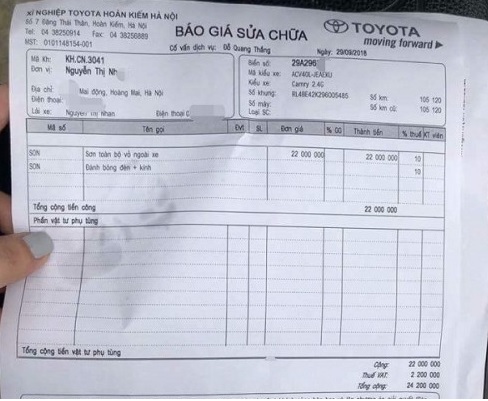 XÍ NGHIỆP TOYOTA HOÀN KIẾM HÀ NỘI
Số 7 Đặng Thái Thân, Hoàn Kiếm, Hà Nội
Tel: 04 38250914 Fax: 04 38256889
MST: 0101148154-001
BÁO GIÁ SỬA CHỮA
TOYOTA
moving forward
Cố vấn dịch vụ: Đỗ Quang Thắng Ngày: 29/09/2018
Mã Kh: KH.CN.3041
Đơn vị: Nguyễn Thị Nh
Địa chỉ: Mai động, Hoàng Mai, Hà Nội
Điện thoại
Lái xe: Nguyễn Thị Nhan Điện thoại
Biển số: 29A296
Mã kiểu xe: ACV40L-JEAEKU
Kiểu xe: Camry 2.4G
Số khung: RL4BE42K296005485 Số km: 105 120
Số máy: Số km cũ: 105 120
Loại SC:
Mã số Tên gọi Đvt SL Đơn giá % GG Thành tiền % thuế KT viên
SON Sơn toàn bộ vỏ ngoài xe 22 000 000 22 000 000 10
SON Đánh bóng đèn + kính 10
Tổng cộng tiền công 22 000 000
Phần vật tư phụ tùng
Tổng cộng tiền vật tư phụ tùng
Cộng: 22 000 000
Thuế VAT: 2 200 000
Tổng cộng: 24 200 000